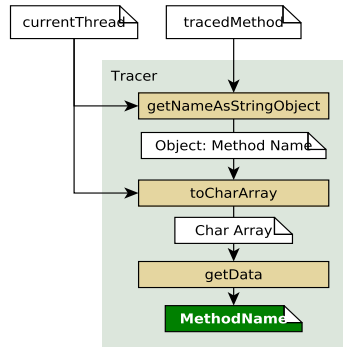 currentThread
tracedMethod
Tracer
getNameAsStringObject
Object: Method Name
toCharArray
Char Array
getData
MethodName